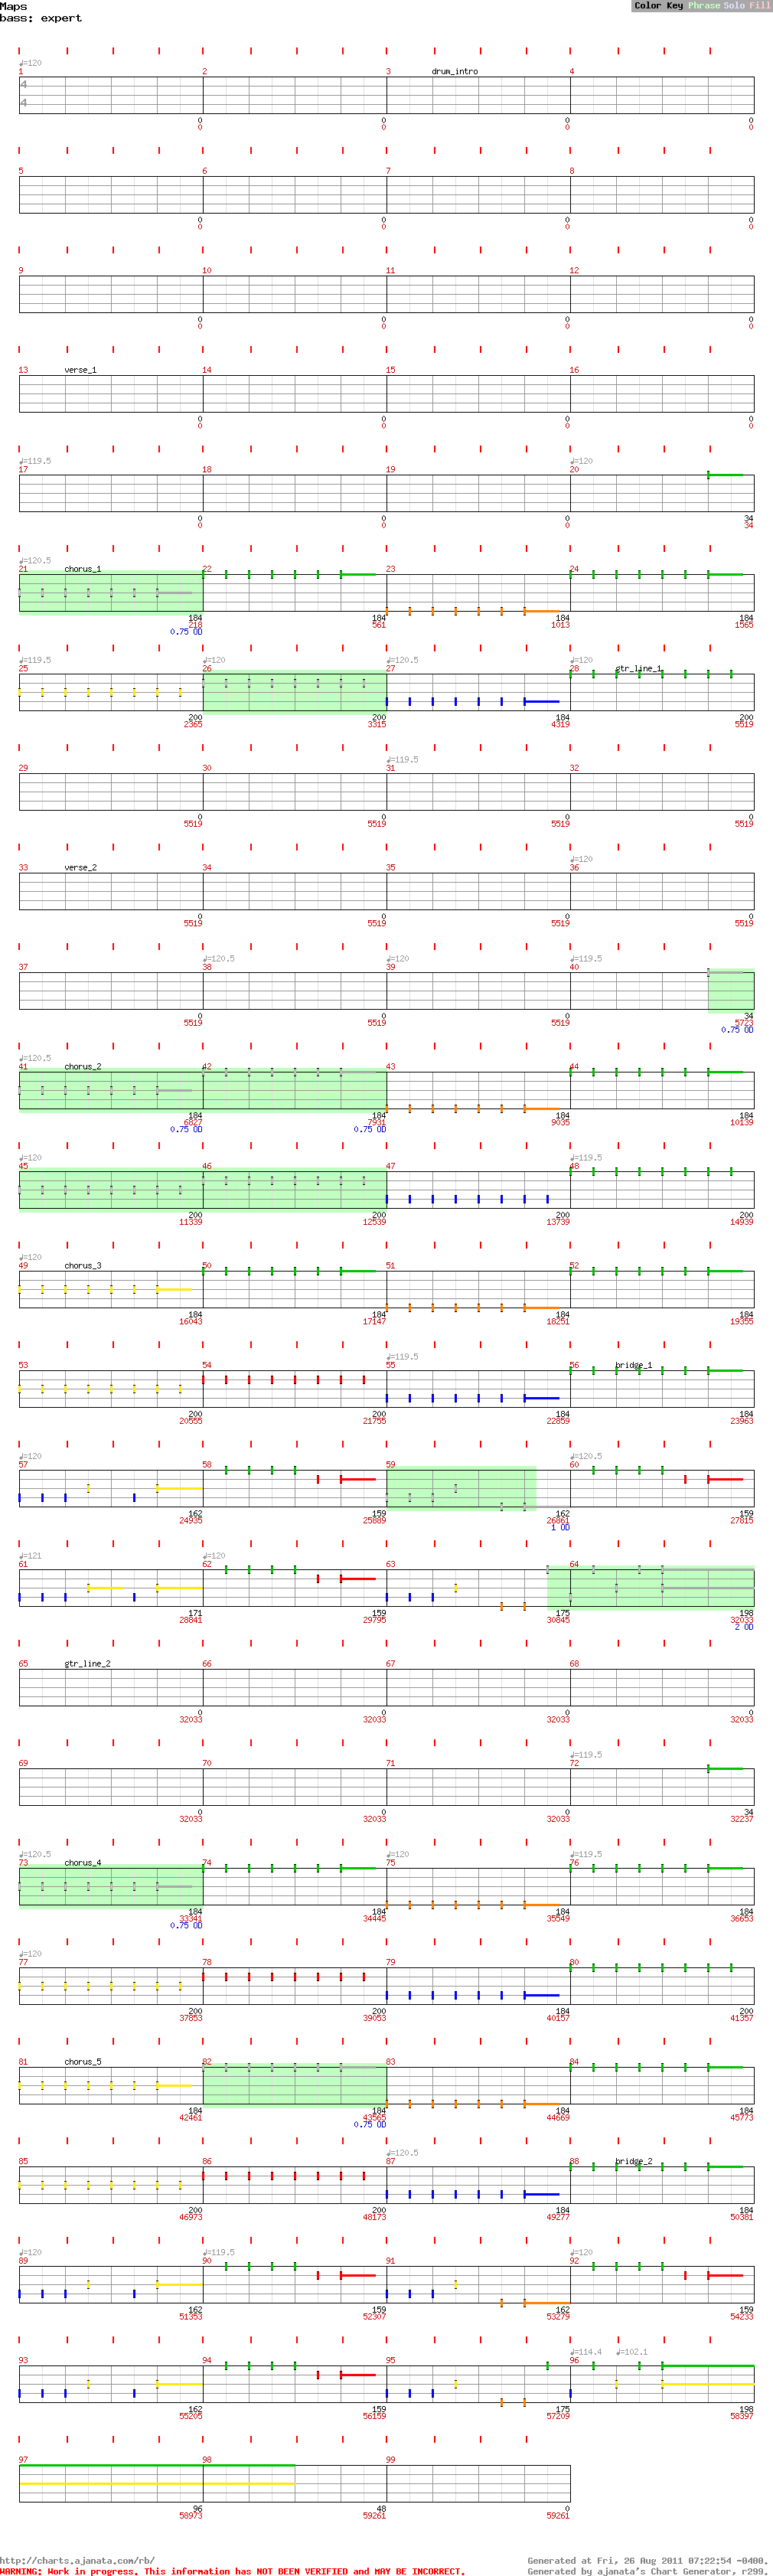 Maps
bass: expert
Color Key Phrase Solo Fill
♩=120
1 2 3 drum_intro 4
4
4
0 0 0 0
0 0 0 0
5 6 7 8
0 0 0 0
0 0 0 0
9 10 11 12
0 0 0 0
0 0 0 0
13 verse_1 14 15 16
0 0 0 0
0 0 0 0
♩=119.5 ♩=120
17 18 19 20
0 0 0 34
0 0 0 34
♩=120.5
21 chorus_1 22 23 24
184 184 184 184
218 561 1013 1565
0.75 OD
♩=119.5 ♩=120 ♩=120.5 ♩=120
25 26 27 28 gtr_line_1
200 200 184 200
2365 3315 4319 5519
♩=119.5
29 30 31 32
0 0 0 0
5519 5519 5519 5519
♩=120
33 verse_2 34 35 36
0 0 0 0
5519 5519 5519 5519
♩=120.5 ♩=120 ♩=119.5
37 38 39 40
0 0 0 34
5519 5519 5519 5723
0.75 OD
♩=120.5
41 chorus_2 42 43 44
184 184 184 184
6827 7931 9035 10139
0.75 OD 0.75 OD
♩=120 ♩=119.5
45 46 47 48
200 200 200 200
11339 12539 13739 14939
♩=120
49 chorus_3 50 51 52
184 184 184 184
16043 17147 18251 19355
♩=119.5
53 54 55 56 bridge_1
200 200 184 184
20555 21755 22859 23963
♩=120 ♩=120.5
57 58 59 60
162 159 162 159
24935 25889 26861 27815
1 OD
♩=121 ♩=120
61 62 63 64
171 159 175 198
28841 29795 30845 32033
2 OD
65 gtr_line_2 66 67 68
0 0 0 0
32033 32033 32033 32033
♩=119.5
69 70 71 72
0 0 0 34
32033 32033 32033 32237
♩=120.5 ♩=120 ♩=119.5
73 chorus_4 74 75 76
184 184 184 184
33341 34445 35549 36653
0.75 OD
♩=120
77 78 79 80
200 200 184 200
37853 39053 40157 41357
81 chorus_5 82 83 84
184 184 184 184
42461 43565 44669 45773
0.75 OD
♩=120.5
85 86 87 88 bridge_2
200 200 184 184
46973 48173 49277 50381
♩=120 ♩=119.5 ♩=120
89 90 91 92
162 159 162 159
51353 52307 53279 54233
♩=114.4 ♩=102.1
93 94 95 96
162 159 175 198
55205 56159 57209 58397
97 98 99
96 48 0
58973 59261 59261
http://charts.ajanata.com/rb/ Generated at Fri, 26 Aug 2011 07:22:54 -0400.
WARNING: Work in progress. This information has NOT BEEN VERIFIED and MAY BE INCORRECT. Generated by ajanata's Chart Generator, r299.